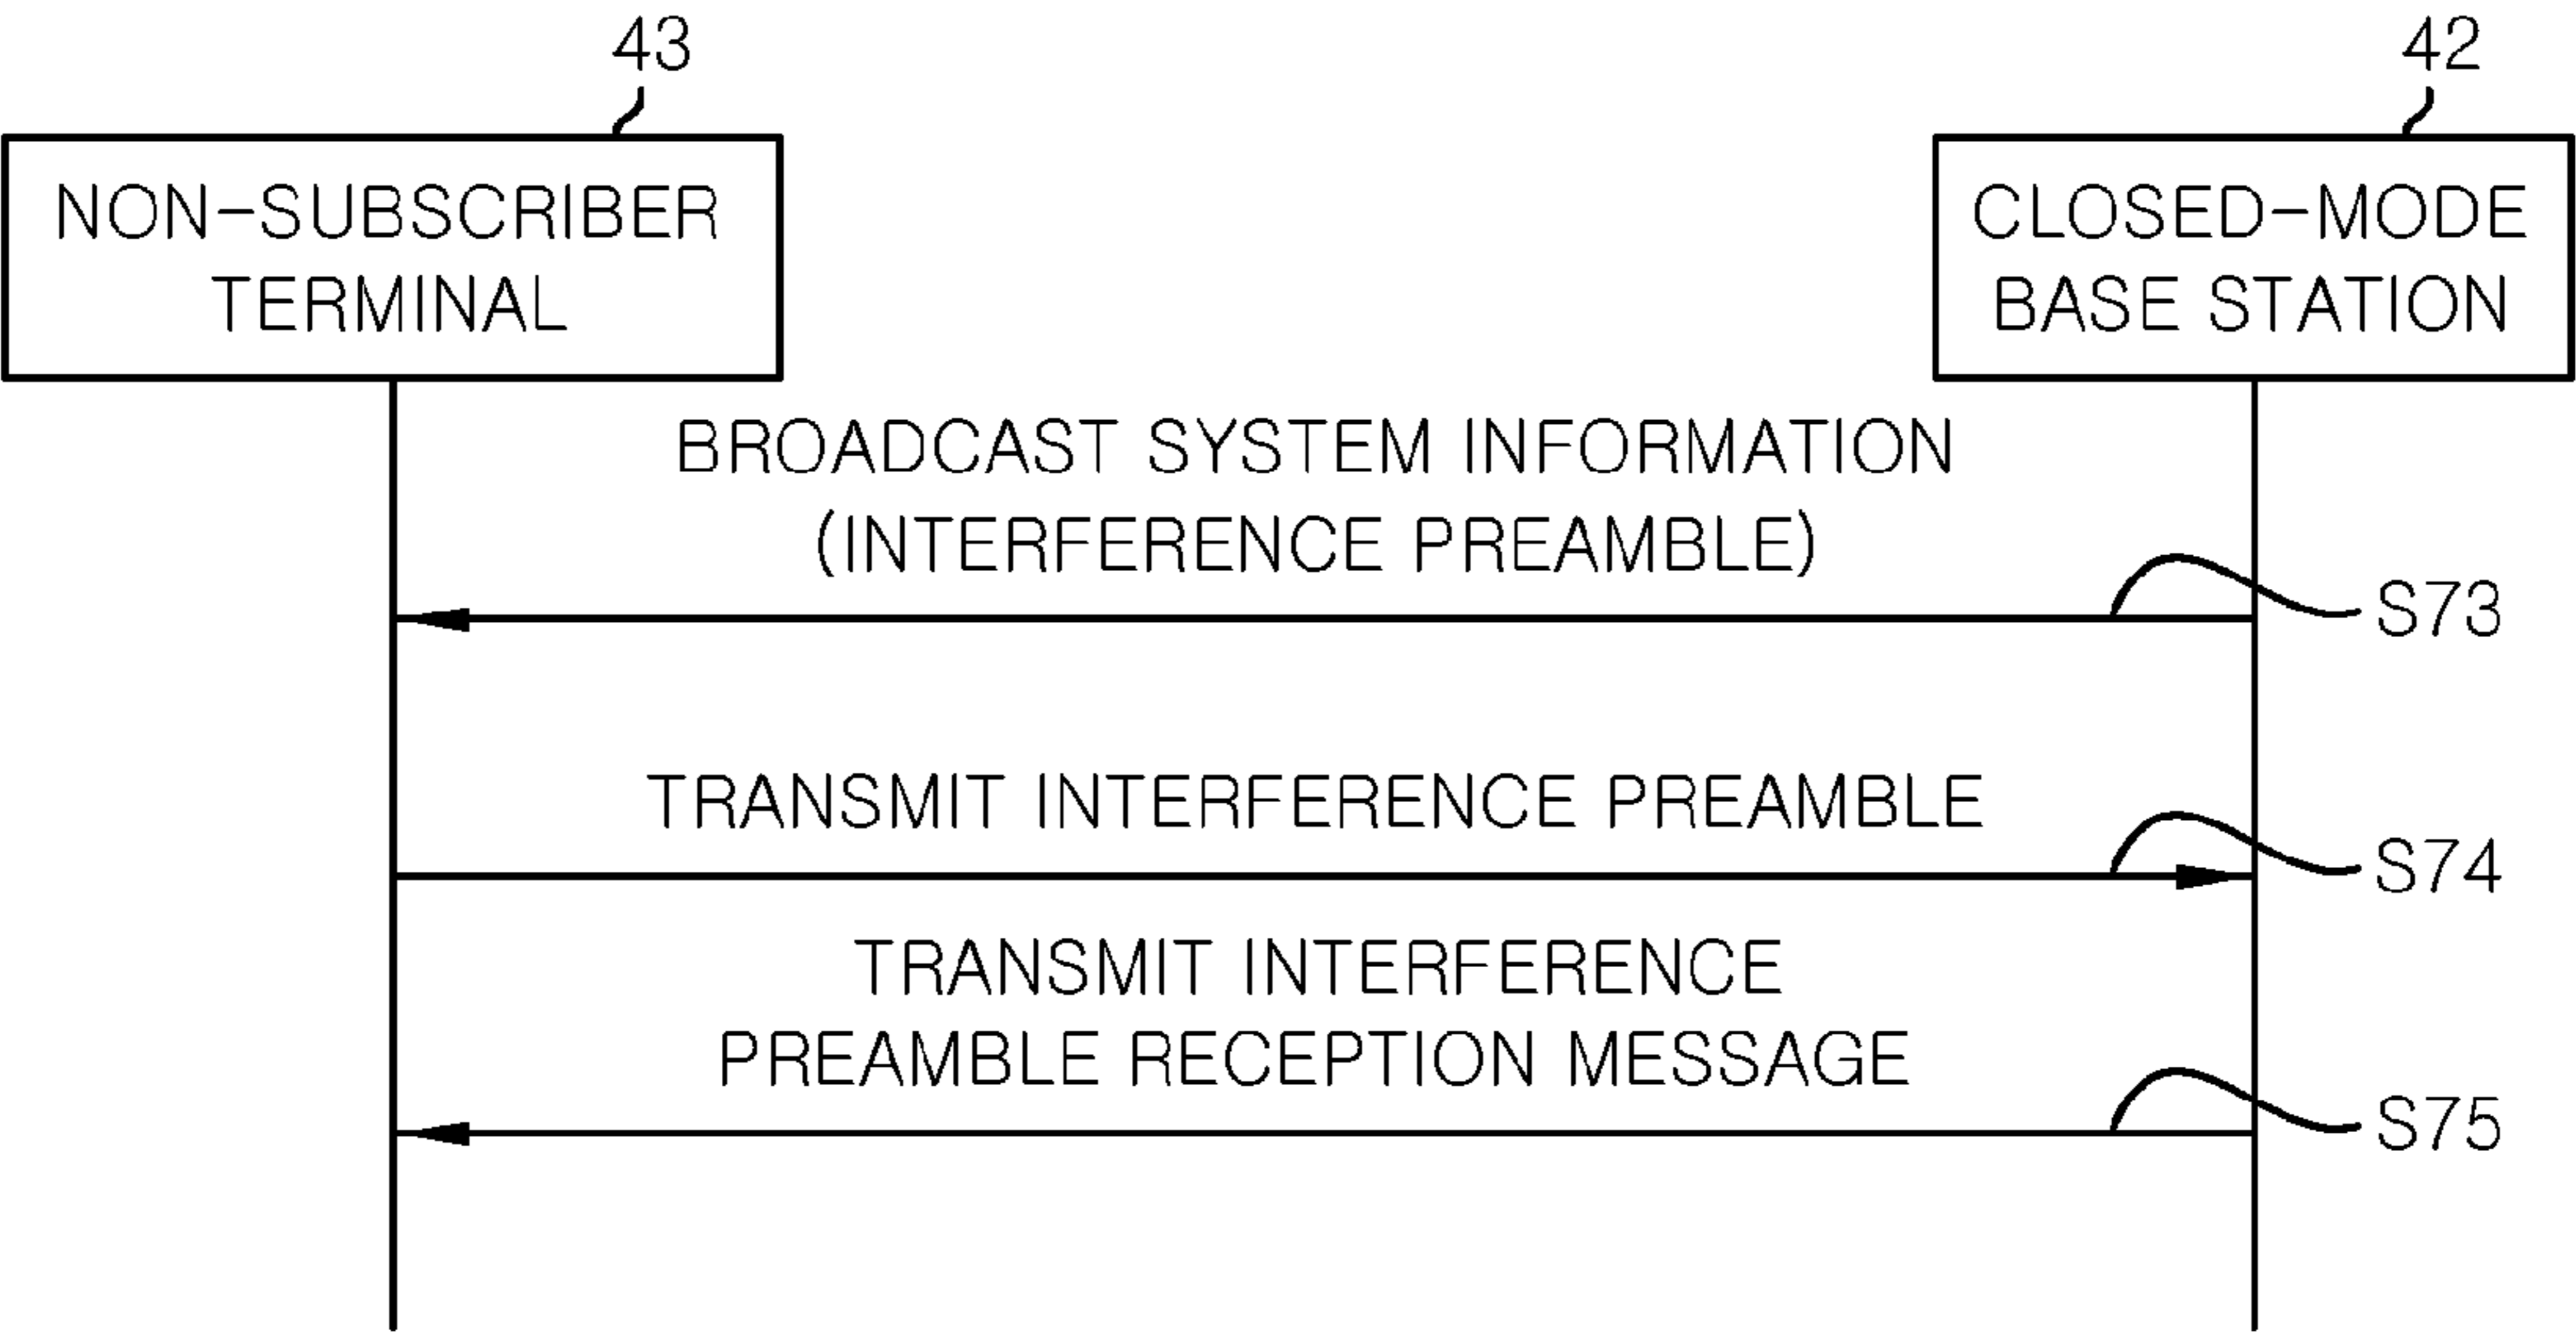 43
42
NON-SUBSCRIBER
TERMINAL
CLOSED-MODE
BASE STATION
BROADCAST SYSTEM INFORMATION
(INTERFERENCE PREAMBLE)
S73
TRANSMIT INTERFERENCE PREAMBLE
S74
TRANSMIT INTERFERENCE
PREAMBLE RECEPTION MESSAGE
S75